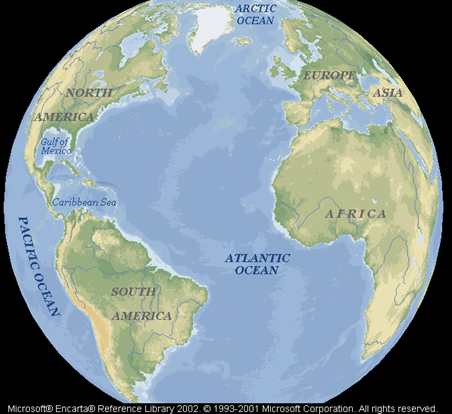 ARCTIC
OCEAN
EUROPE
ASIA
NORTH
AMERICA
Gulf of
Mexico
Caribbean Sea
AFRICA
PACIFIC OCEAN
ATLANTIC
OCEAN
SOUTH
AMERICA
Microsoft® Encarta® Reference Library 2002. © 1993-2001 Microsoft Corporation. All rights reserved.